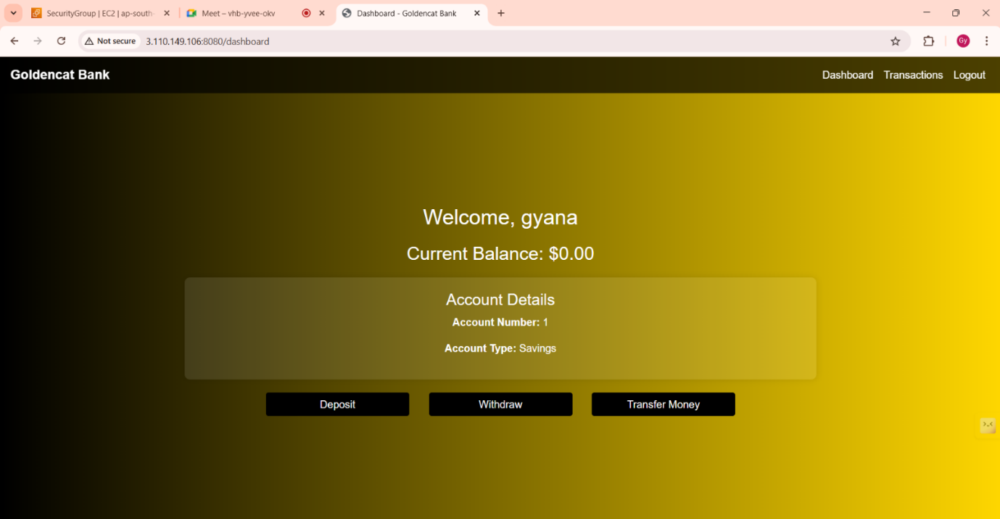 SecurityGroup | EC2 | ap-south-
Meet – vhb-yvee-okv
Dashboard - Goldencat Bank
Not secure
3.110.149.106:8080/dashboard
Gy
Goldencat Bank
Dashboard
Transactions
Logout
Welcome, gyana
Current Balance: $0.00
Account Details
Account Number: 1
Account Type: Savings
Deposit
Withdraw
Transfer Money